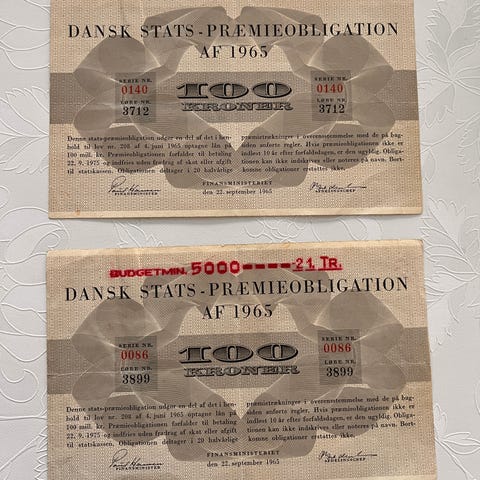 DANSK STATS-PRÆMIEOBLIGATION
AF 1965
SERIE NR. SERIE NR.
0140 100 0140
LØBE NR. KRONER LØBE NR.
3712 3712
Denne stats-præmieobligation udgør en del af det i hen-
hold til lov nr. 208 af 4. juni 1965 optagne lån på
100 mill. kr. Præmieobligationen forfalder til betaling
22. 9. 1975 og indfries uden fradrag af skat eller afgift
til statskassen. Obligationen deltager i 20 halvårlige
præmietrækninger i overensstemmelse med de på bag-
siden anførte regler. Hvis præmieobligationen ikke er
indløst 10 år efter forfaldsdagen, er den ugyldig. Obliga-
tionen kan ikke indskrives eller noteres på navn. Bort-
komne obligationer erstattes ikke.
FINANSMINISTERIET
den 22. september 1965
FINANSMINISTER
AFDELINGSCHEF
BUDGETMIN. 5000----21 TR.
DANSK STATS-PRÆMIEOBLIGATION
AF 1965
SERIE NR. SERIE NR.
0086 100 0086
LØBE NR. KRONER LØBE NR.
3899 3899
Denne stats-præmieobligation udgør en del af det i hen-
hold til lov nr. 208 af 4. juni 1965 optagne lån på
100 mill. kr. Præmieobligationen forfalder til betaling
22. 9. 1975 og indfries uden fradrag af skat eller afgift
til statskassen. Obligationen deltager i 20 halvårlige
præmietrækninger i overensstemmelse med de på bag-
siden anførte regler. Hvis præmieobligationen ikke er
indløst 10 år efter forfaldsdagen, er den ugyldig. Obliga-
tionen kan ikke indskrives eller noteres på navn. Bort-
komne obligationer erstattes ikke.
FINANSMINISTERIET
den 22. september 1965
FINANSMINISTER
AFDELINGSCHEF